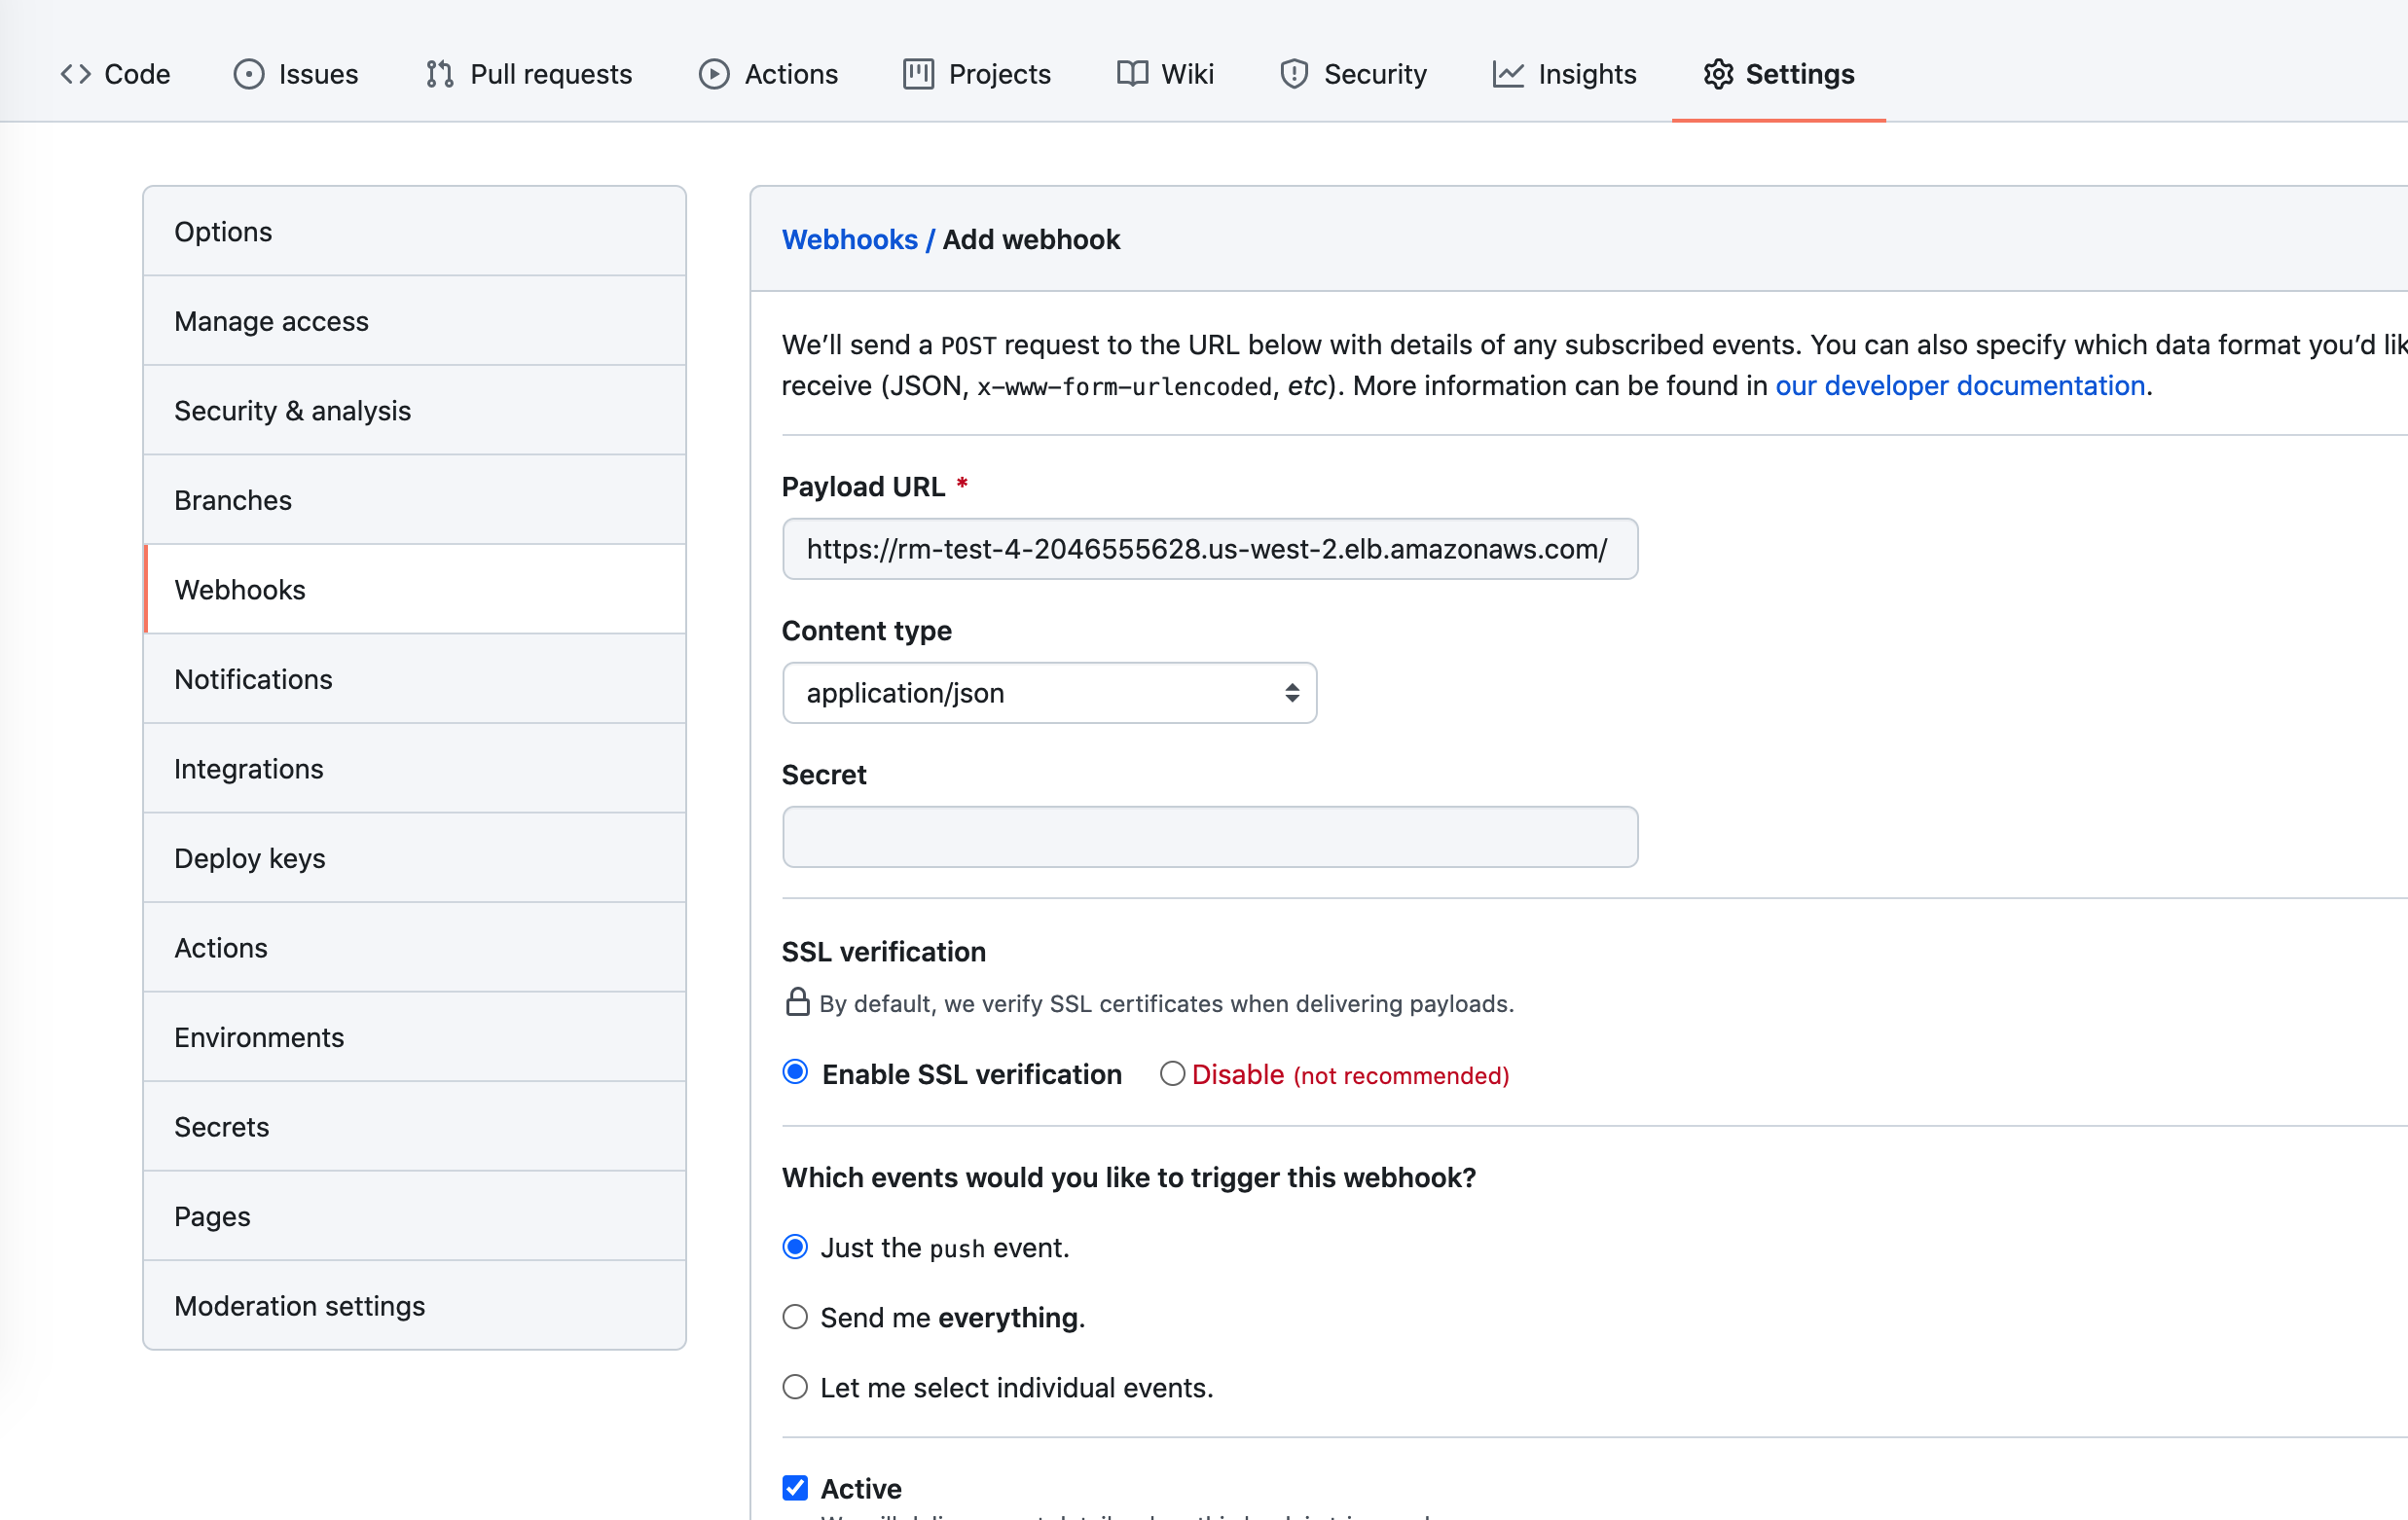 Code Issues Pull requests Actions Projects Wiki Security Insights Settings
Options
Manage access
Security & analysis
Branches
Webhooks
Notifications
Integrations
Deploy keys
Actions
Environments
Secrets
Pages
Moderation settings
Webhooks / Add webhook
We’ll send a POST request to the URL below with details of any subscribed events. You can also specify which data format you’d
receive (JSON, x-www-form-urlencoded, etc). More information can be found in our developer documentation.
Payload URL *
https://rm-test-4-2046555628.us-west-2.elb.amazonaws.com/
Content type
application/json
Secret
SSL verification
By default, we verify SSL certificates when delivering payloads.
Enable SSL verification Disable (not recommended)
Which events would you like to trigger this webhook?
Just the push event.
Send me everything.
Let me select individual events.
Active